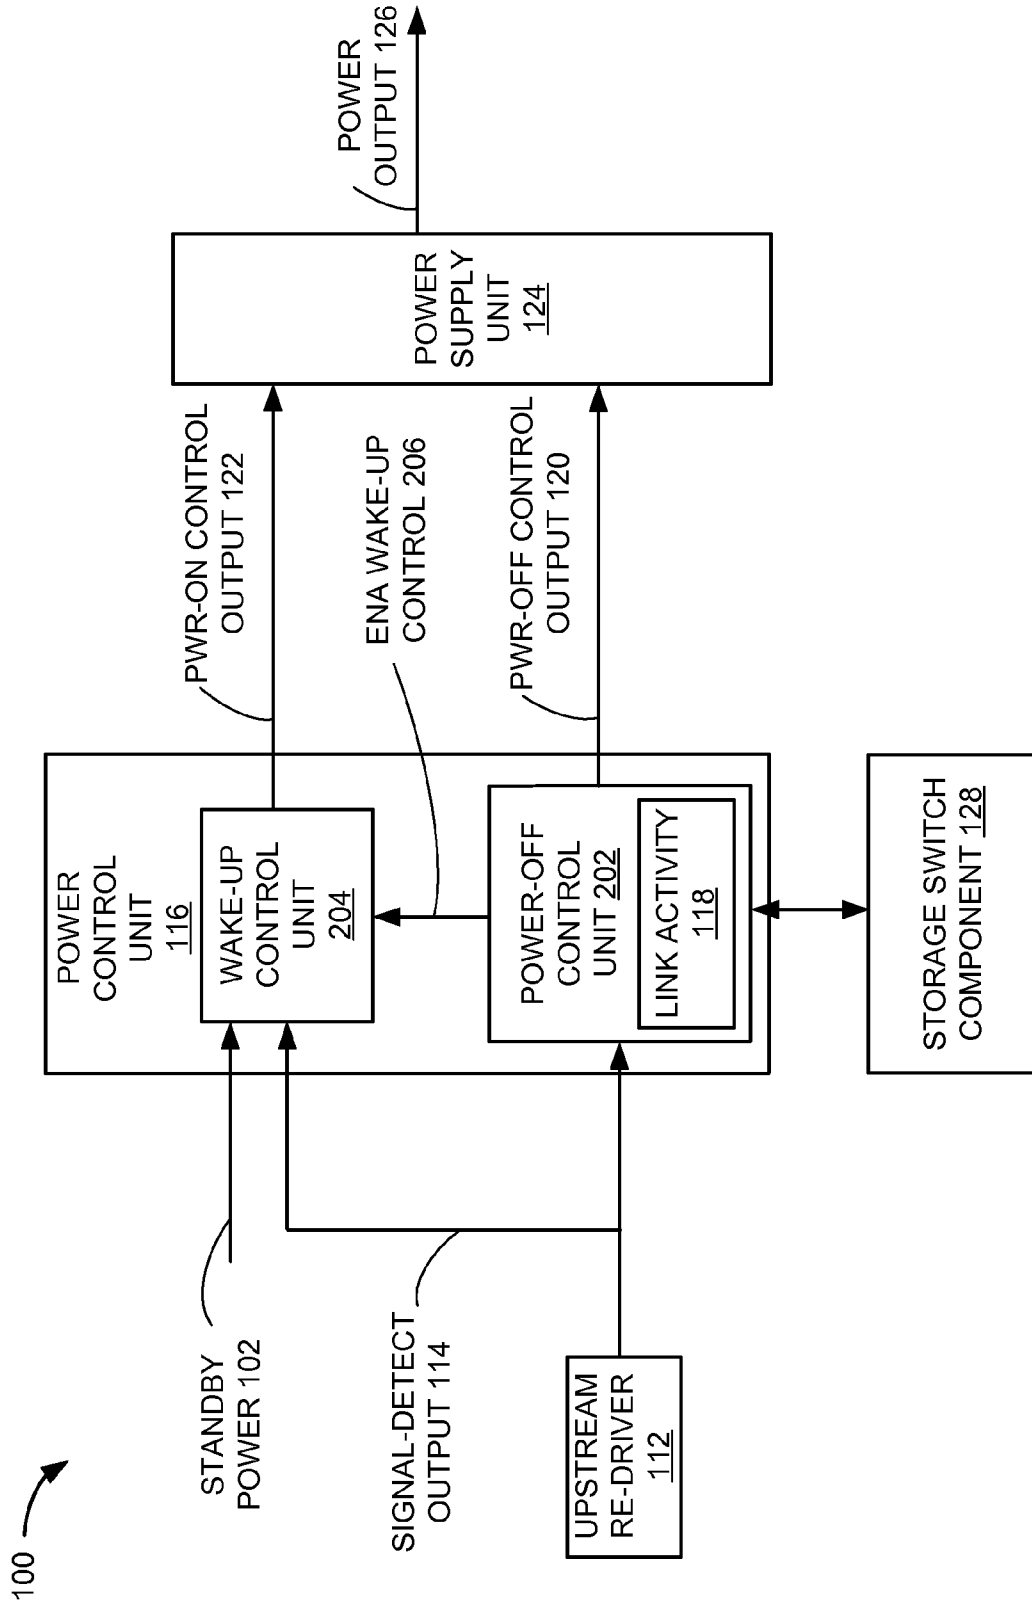 100
STANDBY
POWER 102
SIGNAL-DETECT
OUTPUT 114
UPSTREAM
RE-DRIVER
112
POWER
CONTROL
UNIT
116
WAKE-UP
CONTROL
UNIT
204
POWER-OFF
CONTROL
UNIT 202
LINK ACTIVITY
118
STORAGE SWITCH
COMPONENT 128
PWR-ON CONTROL
OUTPUT 122
ENA WAKE-UP
CONTROL 206
PWR-OFF CONTROL
OUTPUT 120
POWER
SUPPLY
UNIT
124
POWER
OUTPUT 126